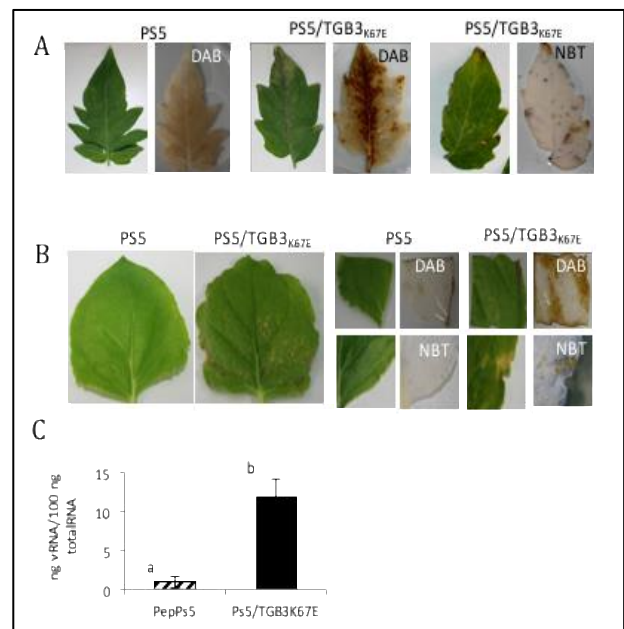 A
PS5 PS5/TGB3K67E PS5/TGB3K67E
DAB DAB NBT
B
PS5 PS5/TGB3K67E PS5 PS5/TGB3K67E
DAB DAB
NBT NBT
C
ng vRNA/100 ng
totalRNA
15
10
5
0
a
b
PepPs5 Ps5/TGB3K67E